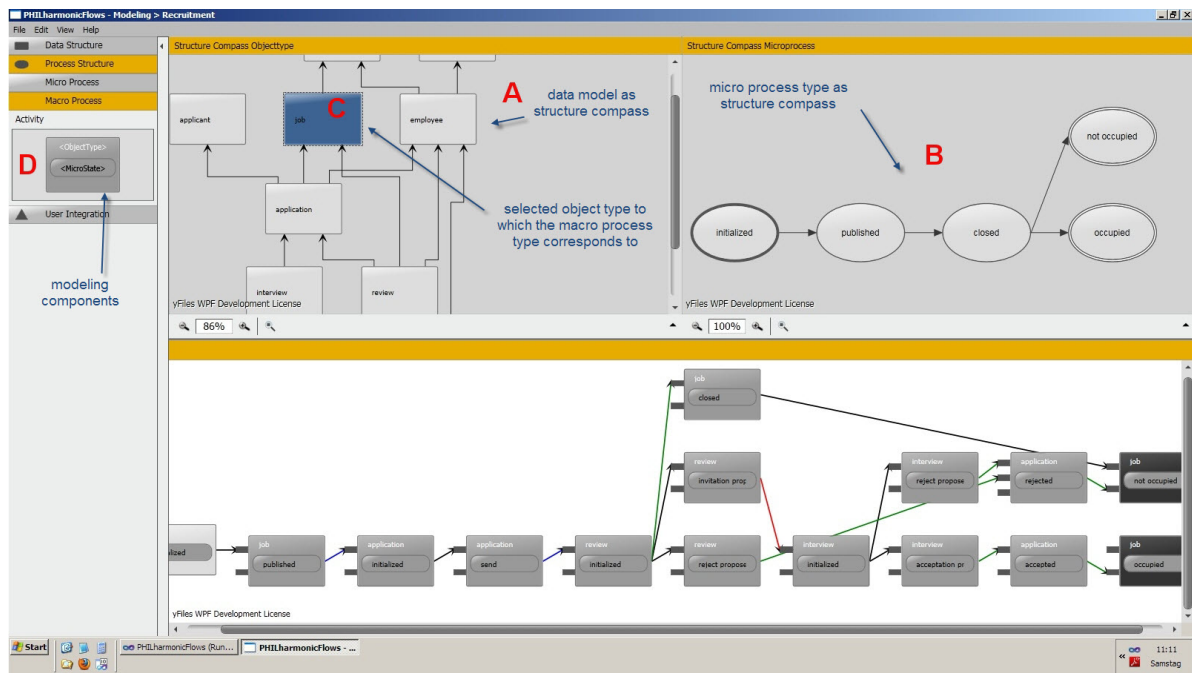 PHILharmonicFlows - Modeling > Recruitment
File Edit View Help
Data Structure
Process Structure
Micro Process
Macro Process
Activity
D
<ObjectType>
<MicroState>
User Integration
modeling
components
Structure Compass Objecttype
applicant
job
C
employee
A
data model as
structure compass
application
selected object type to
which the macro process
type corresponds to
interview
review
yFiles WPF Development License
86%
Structure Compass Microprocess
micro process type as
structure compass
B
not occupied
initialized
published
closed
occupied
yFiles WPF Development License
100%
job
closed
review
invitation prop
interview
reject propose
application
rejected
job
not occupied
alized
job
published
application
initialized
application
send
review
initialized
review
reject propose
interview
initialized
interview
acceptation pr
application
accepted
job
occupied
yFiles WPF Development License
Start
PHILharmonicFlows (Run...
PHILharmonicFlows - ...
11:11
Samstag